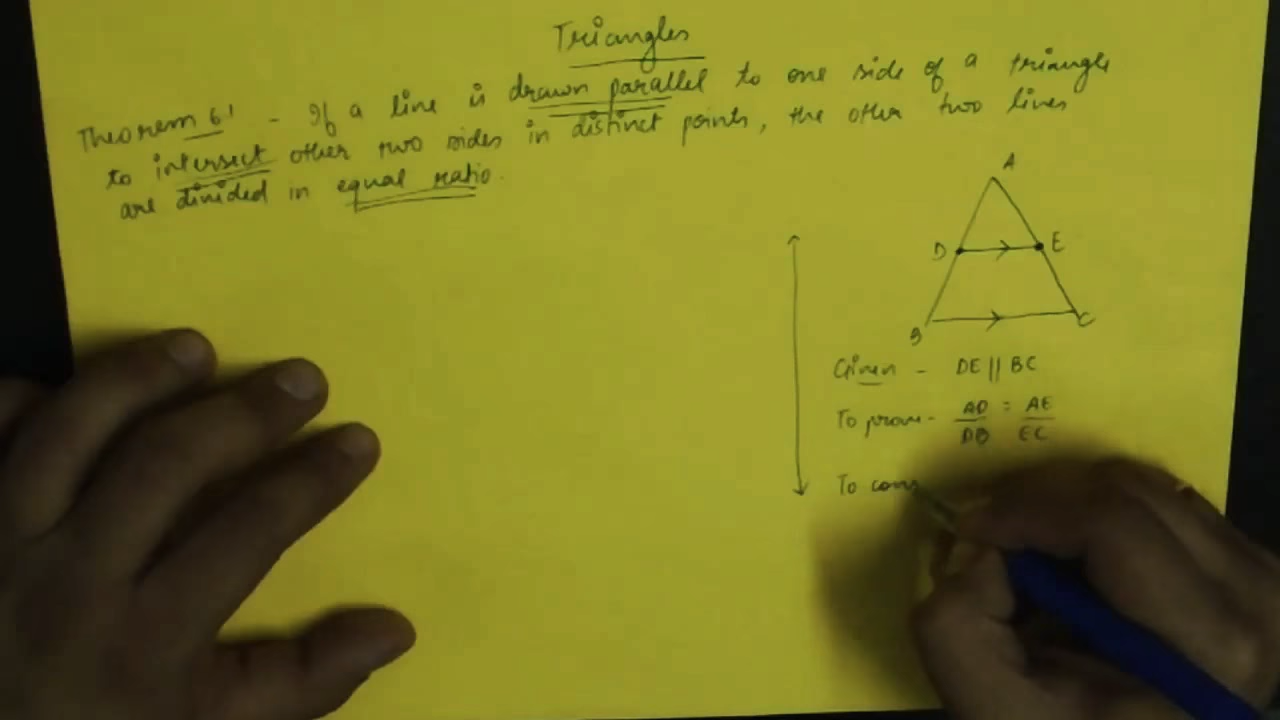 Triangles
Theorem 6.1 - If a line is drawn parallel to one side of a triangle
to intersect other two sides in distinct points, the other two lines
are divided in equal ratio.
A
D E
B C
Given - DE || BC
To prove - AD/DB = AE/EC
To cons